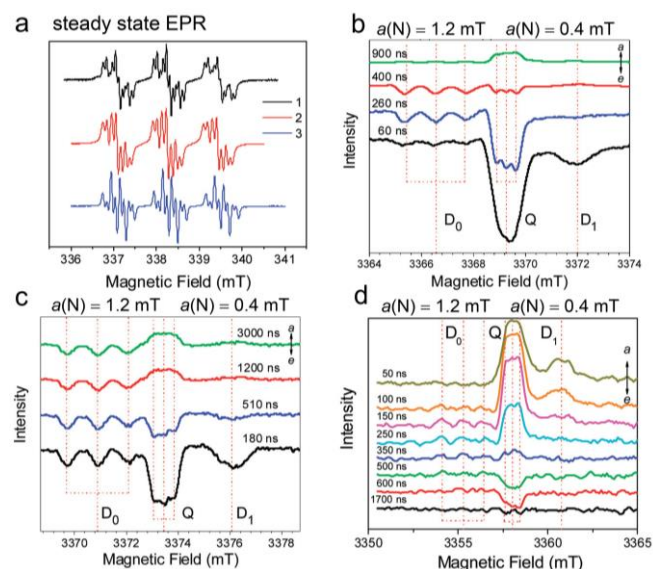 a steady state EPR
1
2
3
336 337 338 339 340 341
Magnetic Field (mT)
b
a(N) = 1.2 mT a(N) = 0.4 mT
900 ns
400 ns
260 ns
60 ns
a
e
Intensity
D0 Q D1
3364 3366 3368 3370 3372 3374
Magnetic Field (mT)
c
a(N) = 1.2 mT a(N) = 0.4 mT
3000 ns
1200 ns
510 ns
180 ns
a
e
Intensity
D0 Q D1
3370 3372 3374 3376 3378
Magnetic Field (mT)
d
a(N) = 1.2 mT a(N) = 0.4 mT
D0 Q D1
50 ns
100 ns
150 ns
250 ns
350 ns
500 ns
600 ns
1700 ns
a
e
Intensity
3350 3355 3360 3365
Magnetic Field (mT)